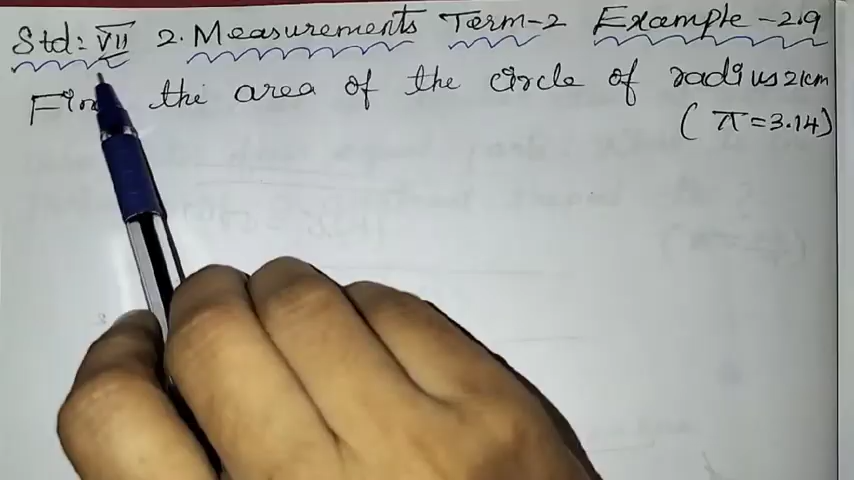 Std: VII 2. Measurements Term-2 Example-2.9
Find the area of the circle of radius 21cm
(π=3.14)